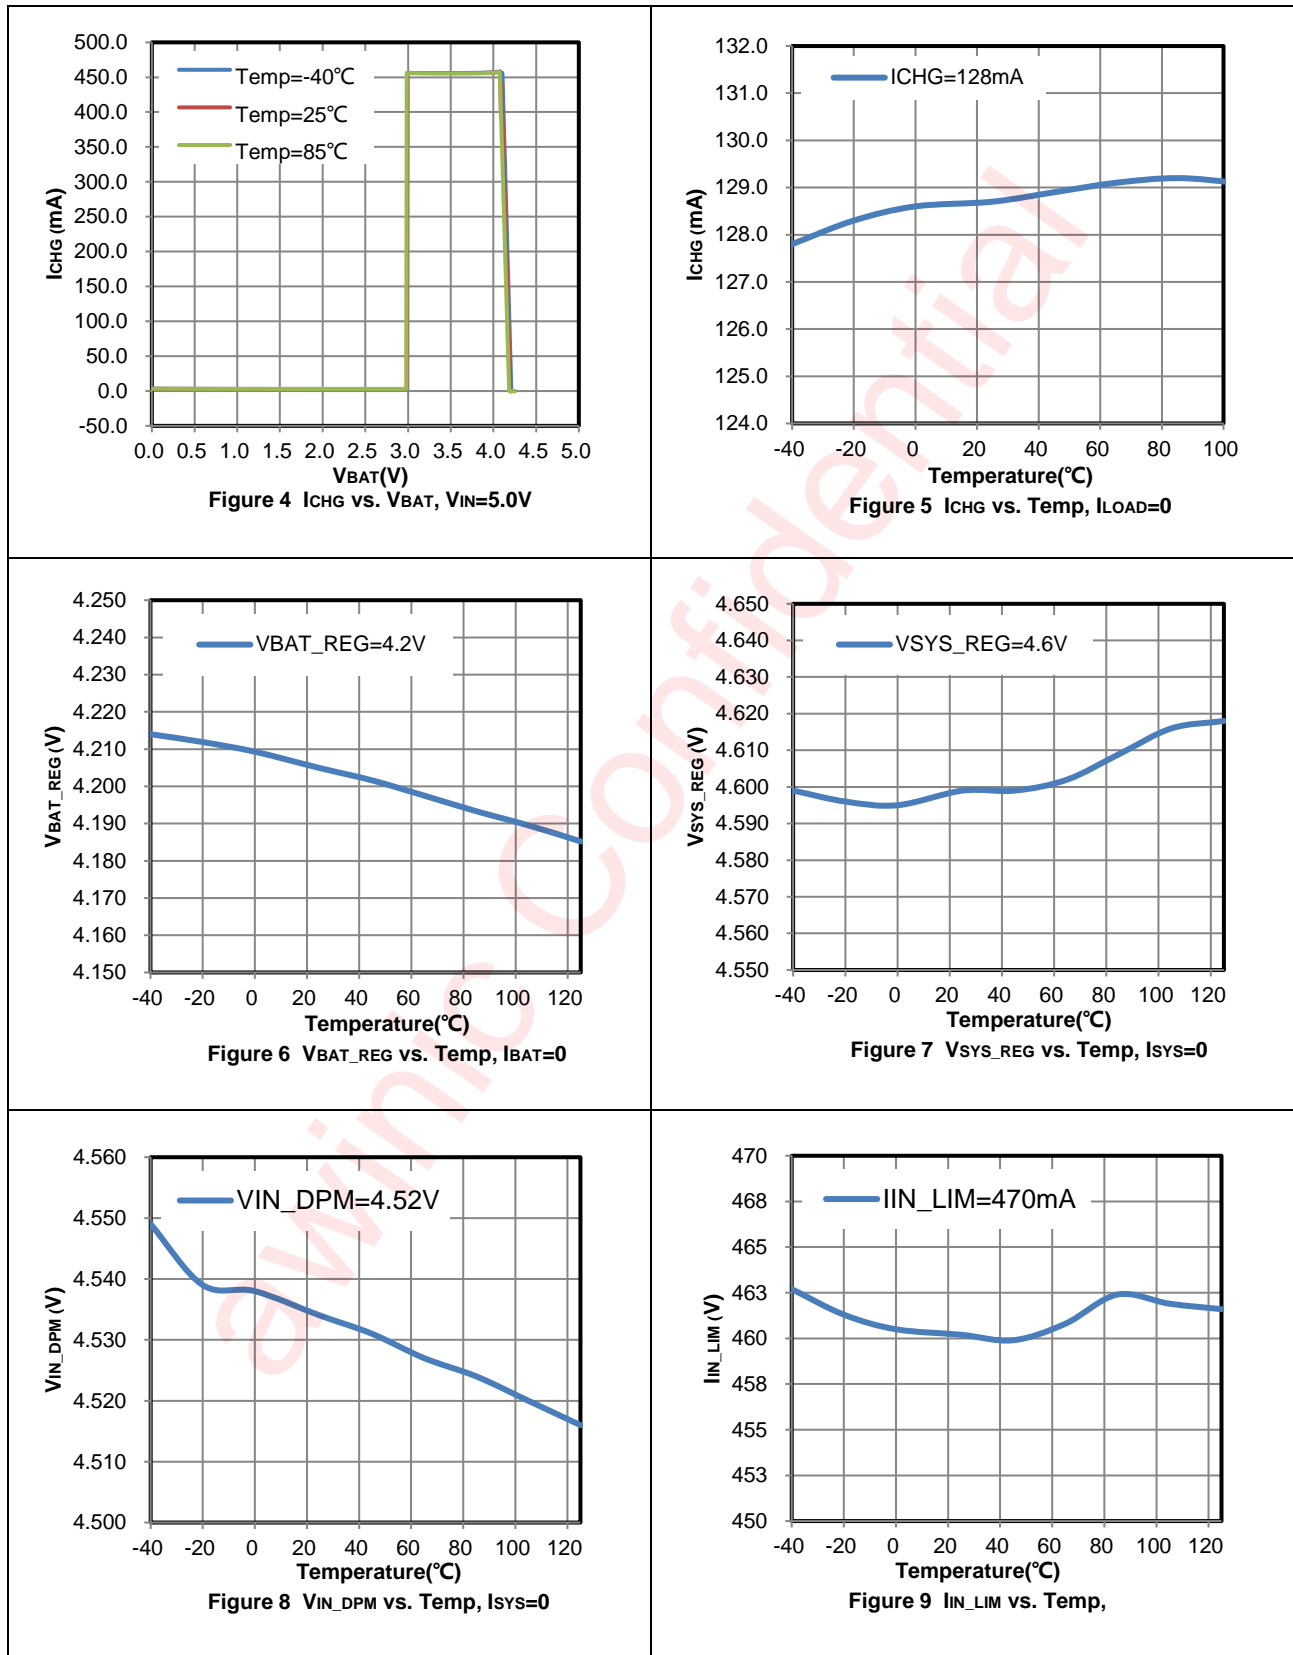 500.0
450.0
400.0
350.0
300.0
250.0
200.0
150.0
100.0
50.0
0.0
-50.0
ICHG (mA)
Temp=-40℃
Temp=25℃
Temp=85℃
0.0 0.5 1.0 1.5 2.0 2.5 3.0 3.5 4.0 4.5 5.0
VBAT(V)
Figure 4 ICHG vs. VBAT, VIN=5.0V
132.0
131.0
130.0
129.0
128.0
127.0
126.0
125.0
124.0
ICHG (mA)
ICHG=128mA
-40 -20 0 20 40 60 80 100
Temperature(℃)
Figure 5 ICHG vs. Temp, ILOAD=0
4.250
4.240
4.230
4.220
4.210
4.200
4.190
4.180
4.170
4.160
4.150
VBAT_REG (V)
VBAT_REG=4.2V
-40 -20 0 20 40 60 80 100 120
Temperature(℃)
Figure 6 VBAT_REG vs. Temp, IBAT=0
4.650
4.640
4.630
4.620
4.610
4.600
4.590
4.580
4.570
4.560
4.550
VSYS_REG (V)
VSYS_REG=4.6V
-40 -20 0 20 40 60 80 100 120
Temperature(℃)
Figure 7 VSYS_REG vs. Temp, ISYS=0
4.560
4.550
4.540
4.530
4.520
4.510
4.500
VIN_DPM (V)
VIN_DPM=4.52V
-40 -20 0 20 40 60 80 100 120
Temperature(℃)
Figure 8 VIN_DPM vs. Temp, ISYS=0
470
468
465
463
460
458
455
453
450
IIN_LIM (V)
IIN_LIM=470mA
-40 -20 0 20 40 60 80 100 120
Temperature(℃)
Figure 9 IIN_LIM vs. Temp,
awinic Confidential